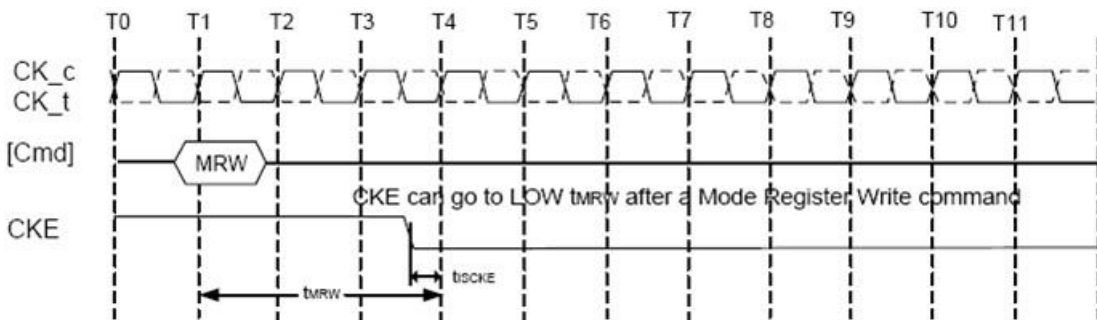 T0 T1 T2 T3 T4 T5 T6 T7 T8 T9 T10 T11
CK_c
CK_t
[Cmd] MRW
CKE can go to LOW tMRW after a Mode Register Write command
CKE
tISCKE
tMRW